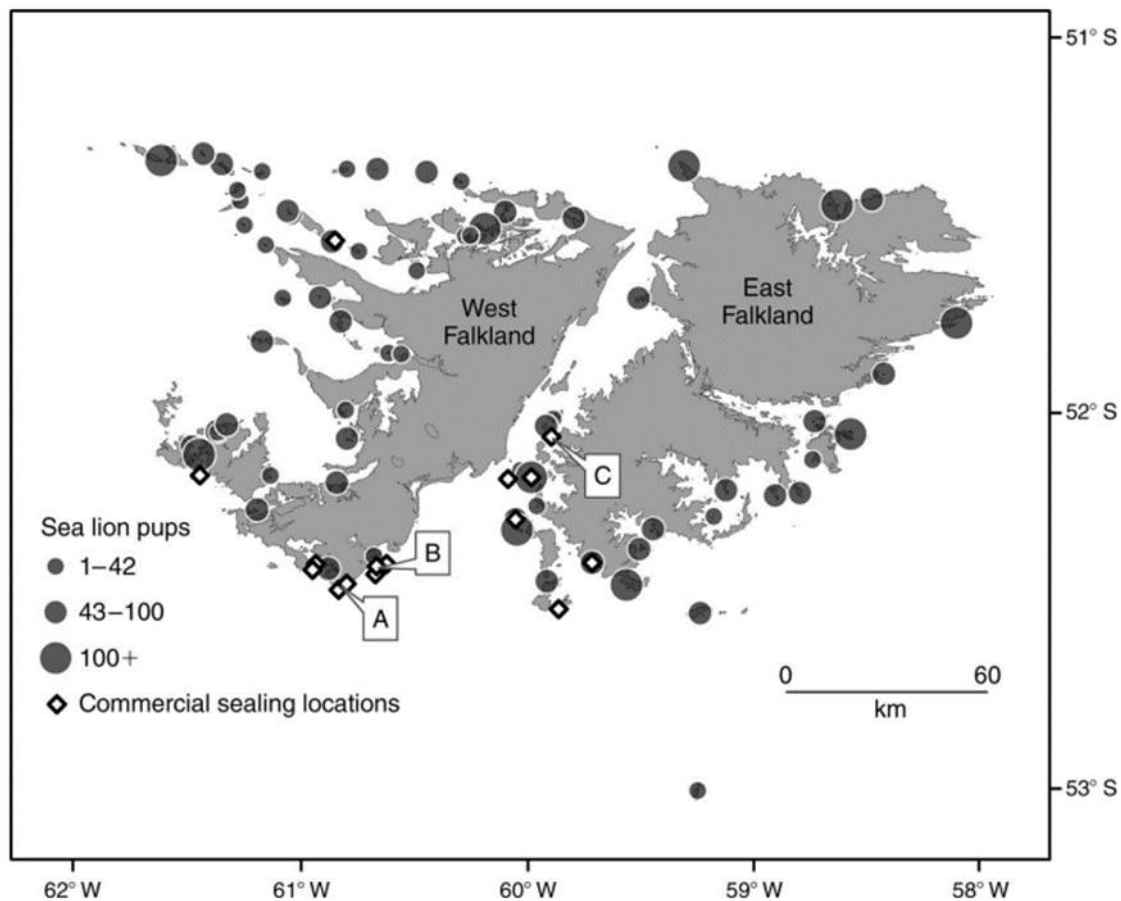 51° S
West
Falkland
East
Falkland
52° S
C
Sea lion pups
1–42
B
43–100
A
100+
0 60
km
Commercial sealing locations
53° S
62° W 61° W 60° W 59° W 58° W